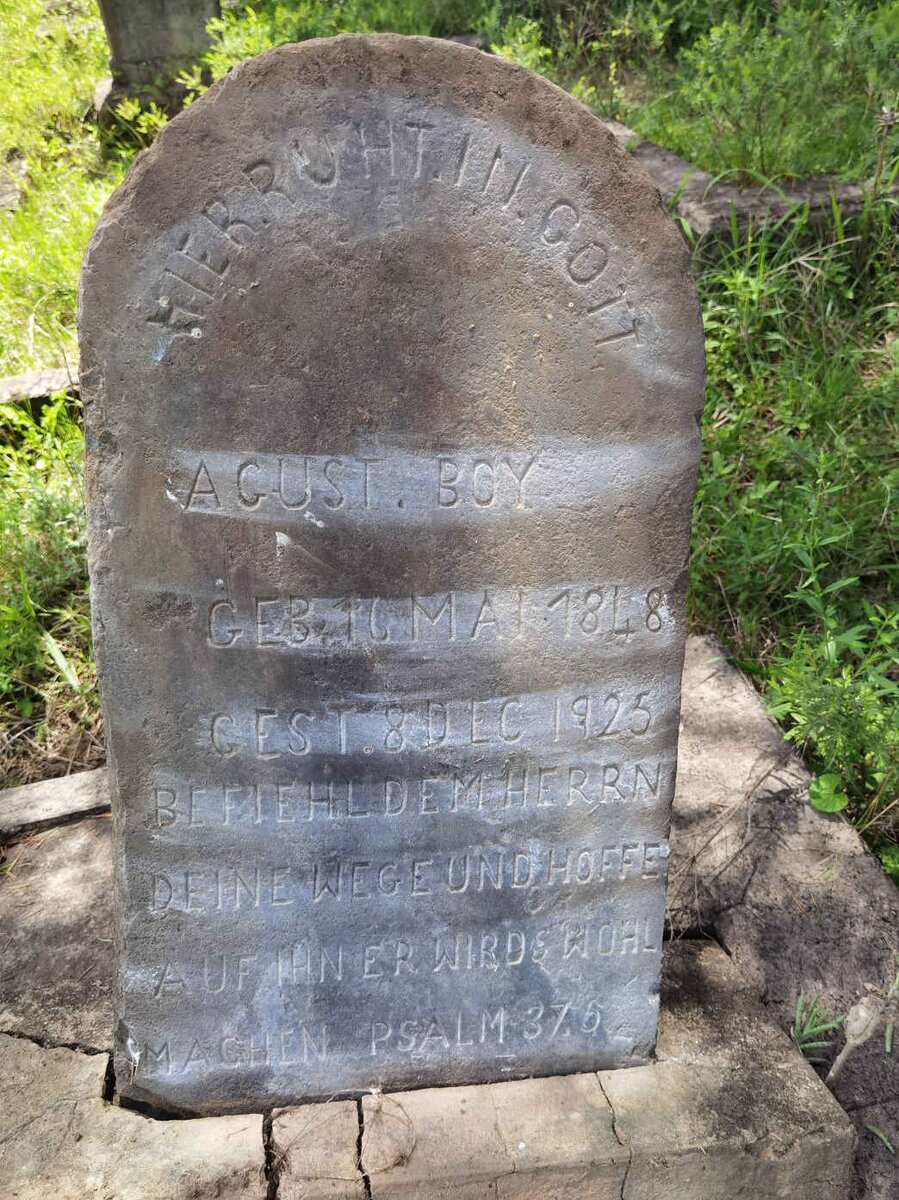 HIER.RUHT.IN.GOTT
AGUST. BOY
GEB.16 MAI.1848
GEST.8 DEC 1925
BEFIEHL DEM HERRN
DEINE WEGE UND HOFFE
AUF IHN ER WIRDS WOHL
MACHEN PSALM 37.5